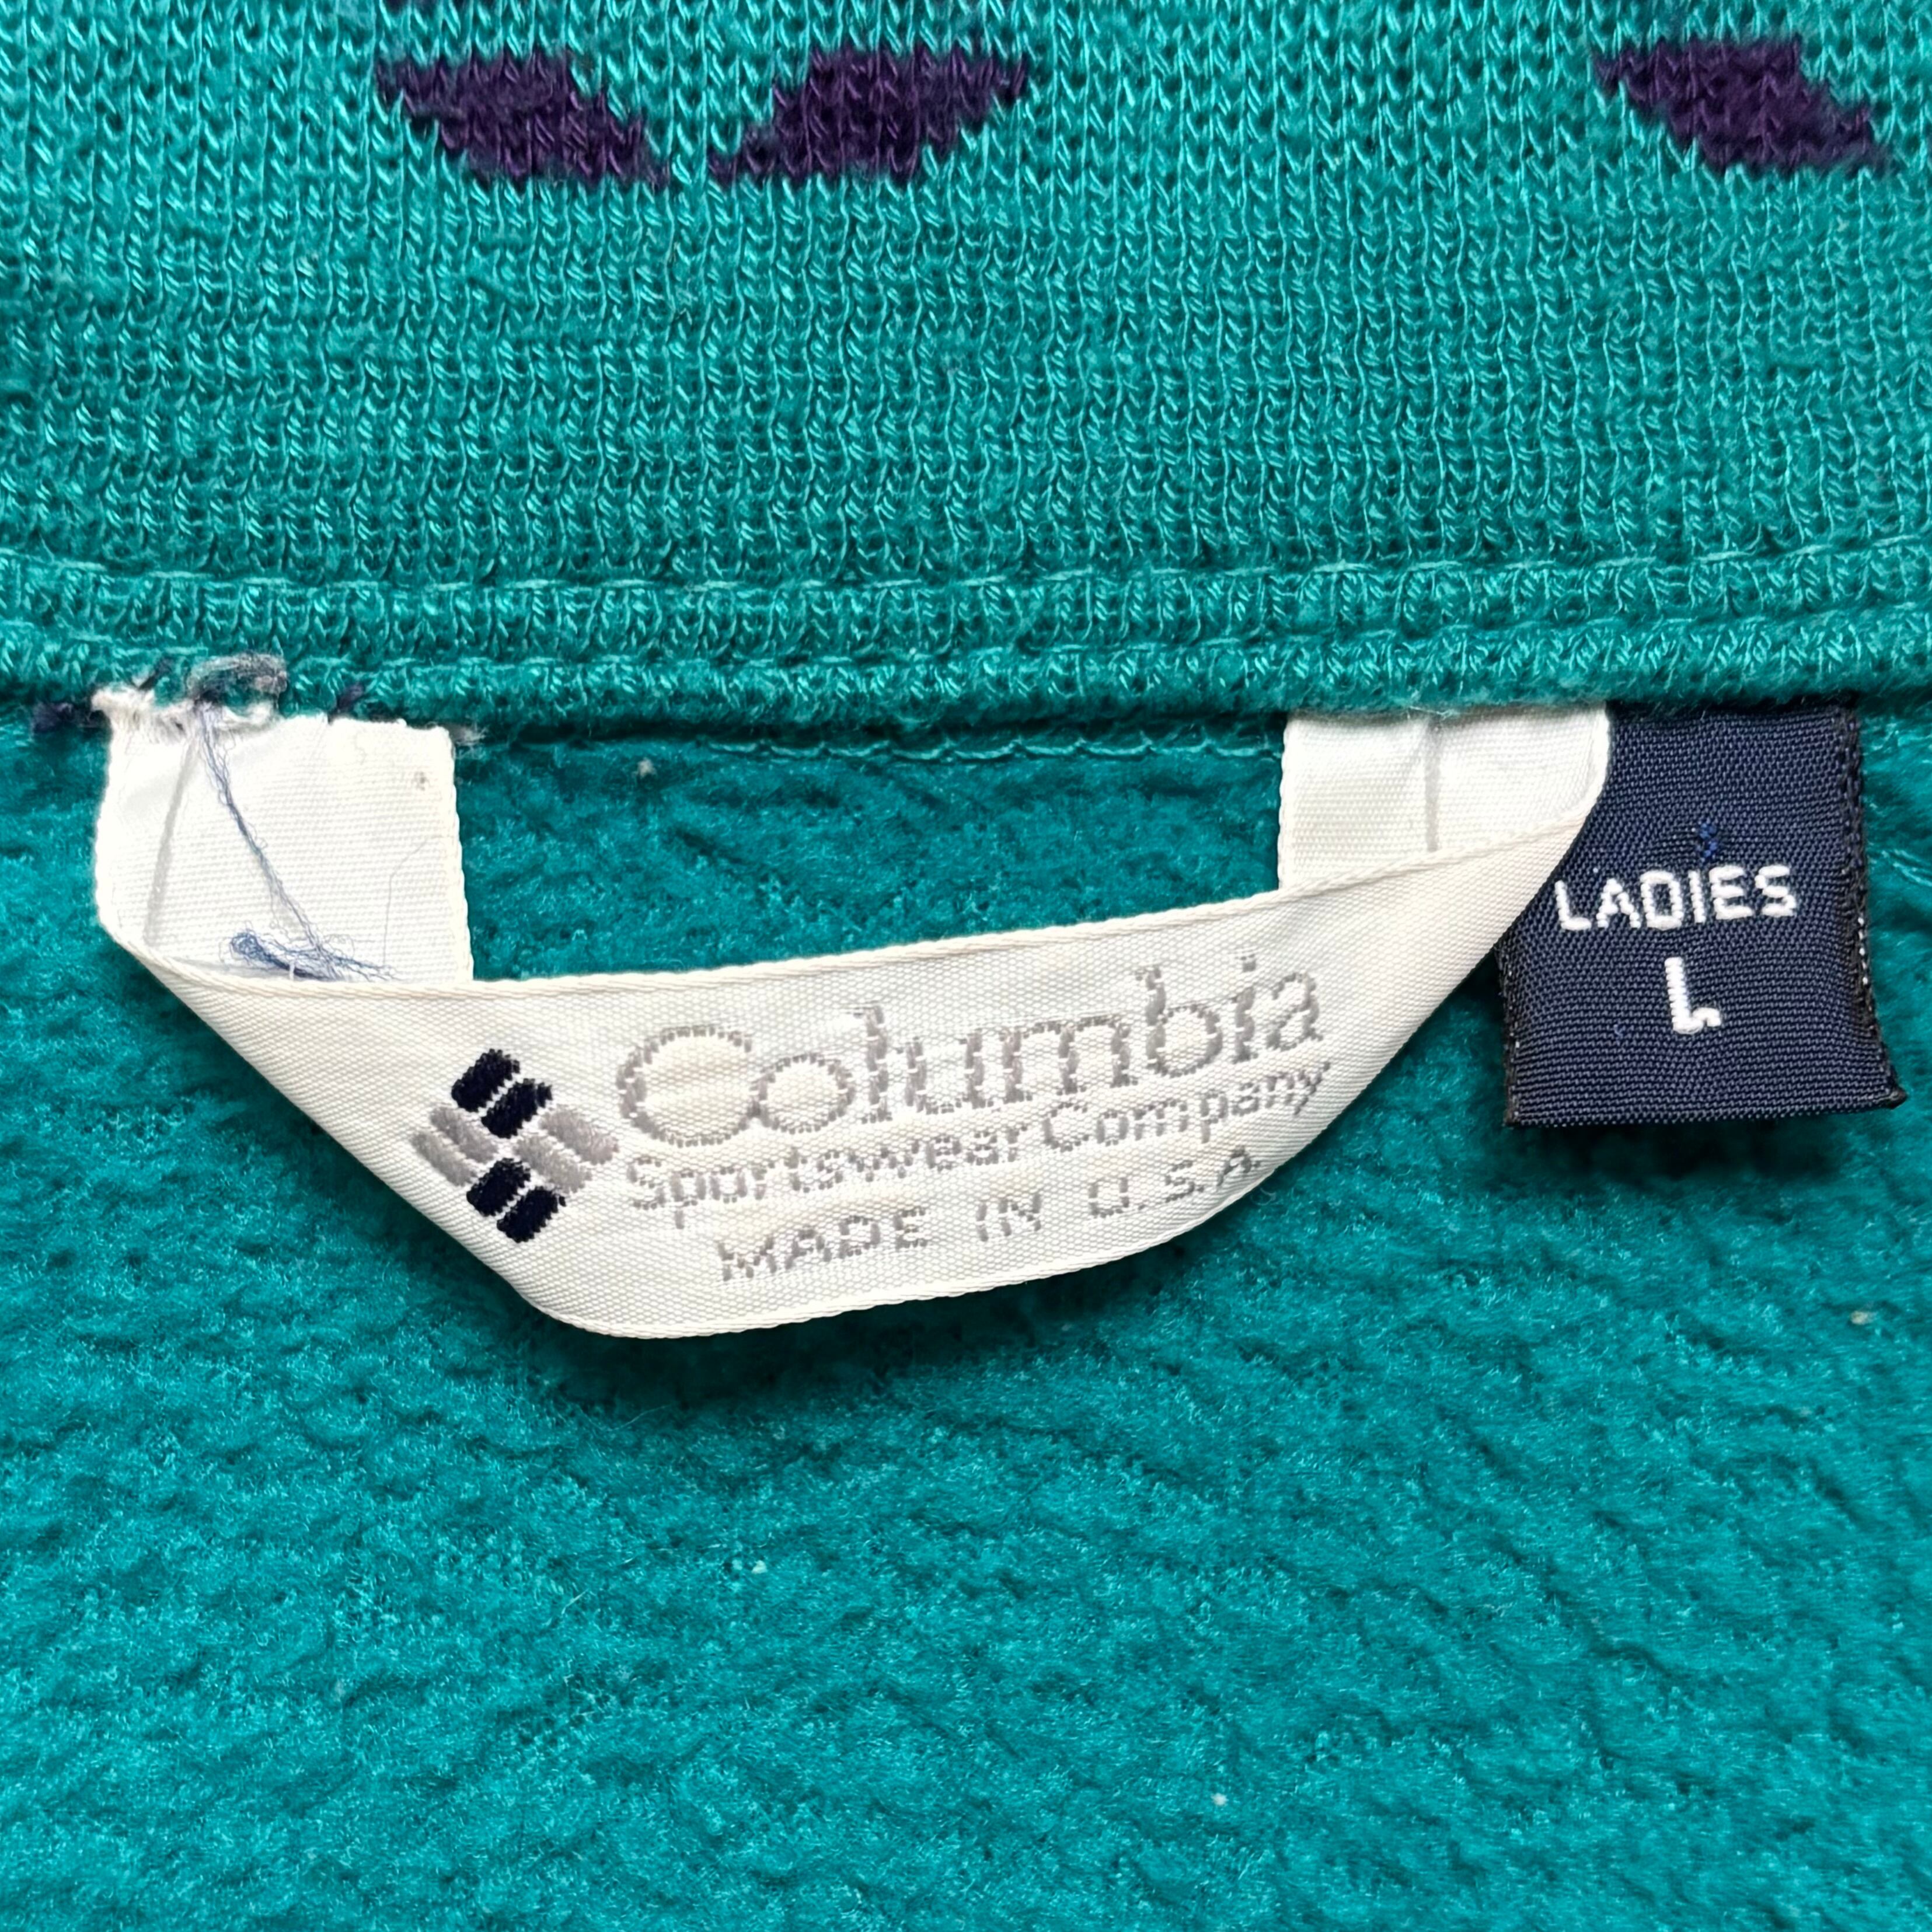 Columbia
Sportswear Company
MADE IN U.S.A.
LADIES
L